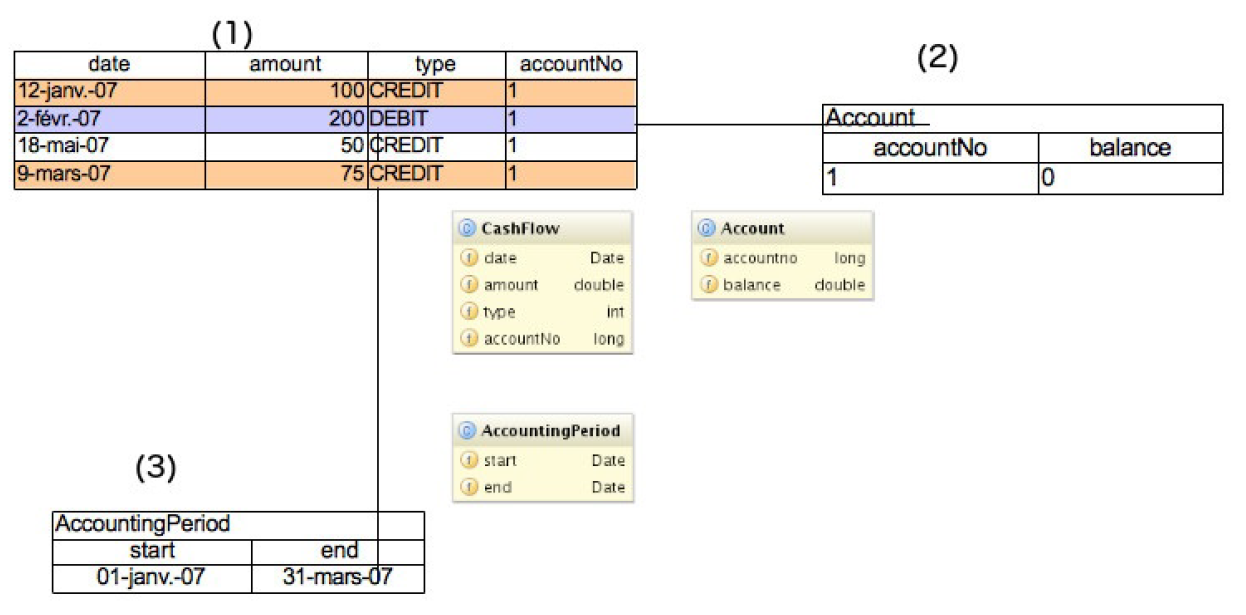 (1)
date amount type accountNo
12-janv.-07 100 CREDIT 1
2-févr.-07 200 DEBIT 1
18-mai-07 50 CREDIT 1
9-mars-07 75 CREDIT 1
(2)
Account
accountNo balance
1 0
C CashFlow
f date Date
f amount double
f type int
f accountNo long
C Account
f accountno long
f balance double
C AccountingPeriod
f start Date
f end Date
(3)
AccountingPeriod
start end
01-janv.-07 31-mars-07